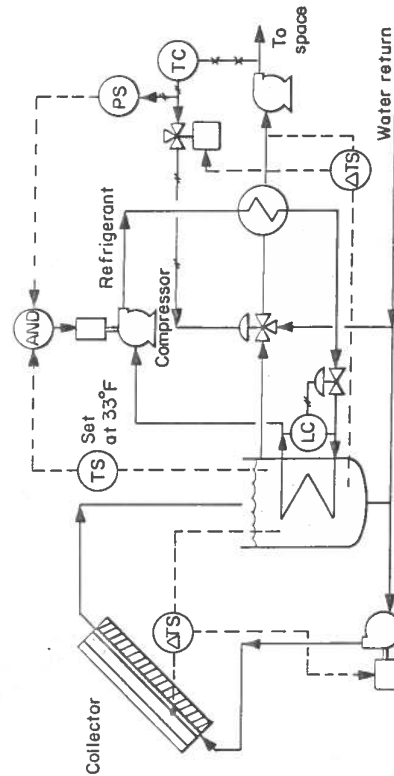 Collector
ΔTS
TS
Set
at 33°F
AND
Compressor
Refrigerant
LC
PS
TC
To
space
ΔTS
Water return